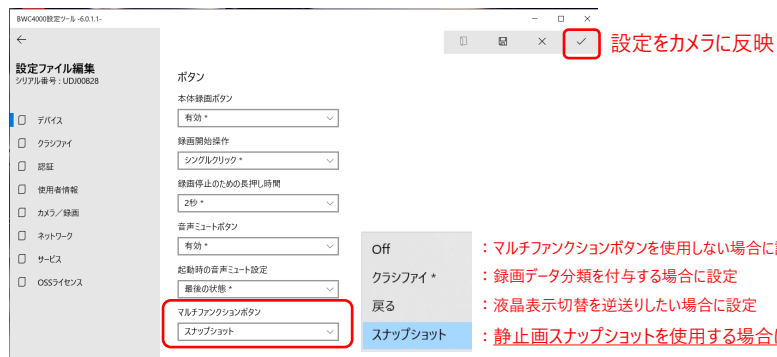 BWC4000設定ツール -6.0.1.1-
設定をカメラに反映
設定ファイル編集
シリアル番号 : UDJ00828
デバイス
クラシファイ
認証
使用者情報
カメラ／録画
ネットワーク
サービス
OSSライセンス
ボタン
本体録画ボタン
有効 *
録画開始操作
シングルクリック *
録画停止のための長押し時間
2秒 *
音声ミュートボタン
有効 *
起動時の音声ミュート設定
最後の状態 *
マルチファンクションボタン
スナップショット
Off ：マルチファンクションボタンを使用しない場合に
クラシファイ * ：録画データ分類を付与する場合に設定
戻る ：液晶表示切替を逆送りしたい場合に設定
スナップショット ：静止画スナップショットを使用する場合